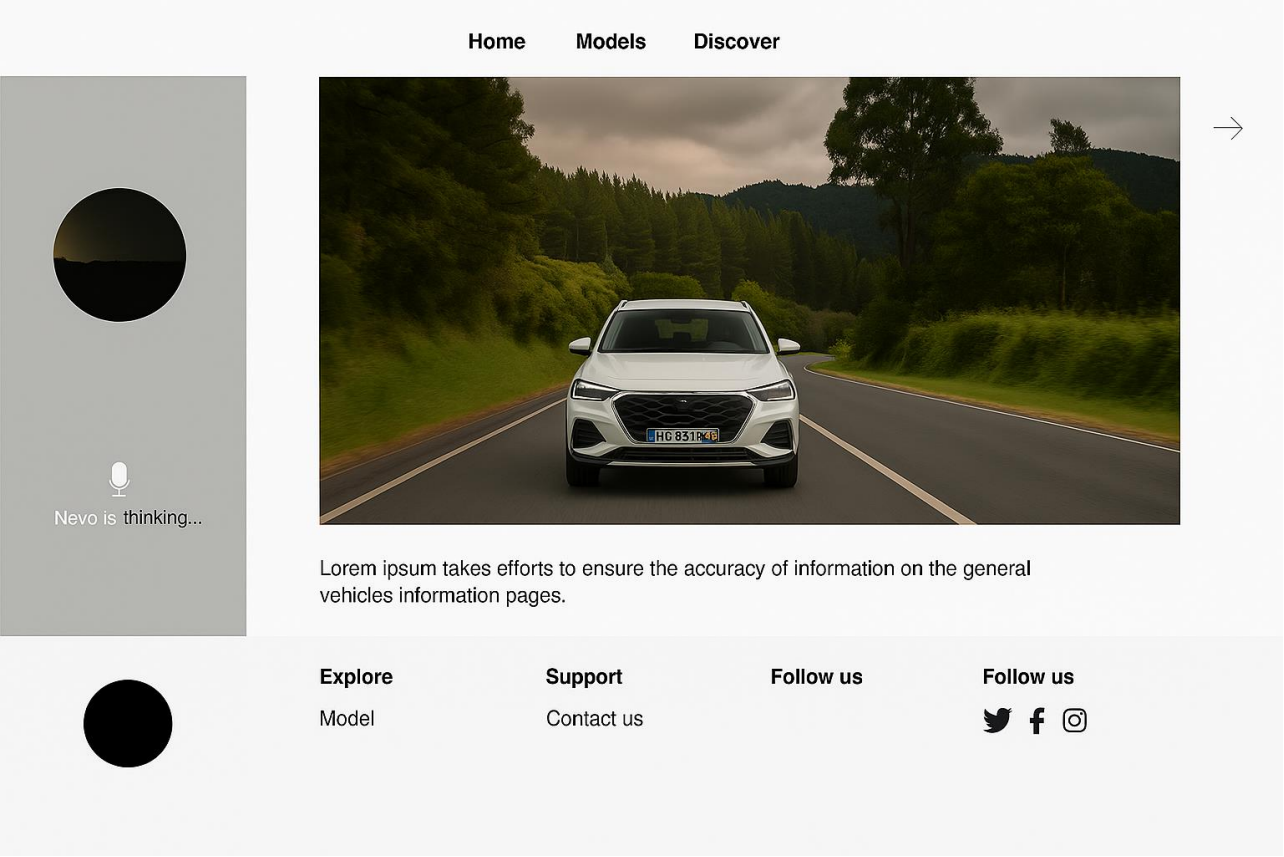 Home Models Discover
Nevo is thinking...
Lorem ipsum takes efforts to ensure the accuracy of information on the general
vehicles information pages.
Explore Support Follow us Follow us
Model Contact us